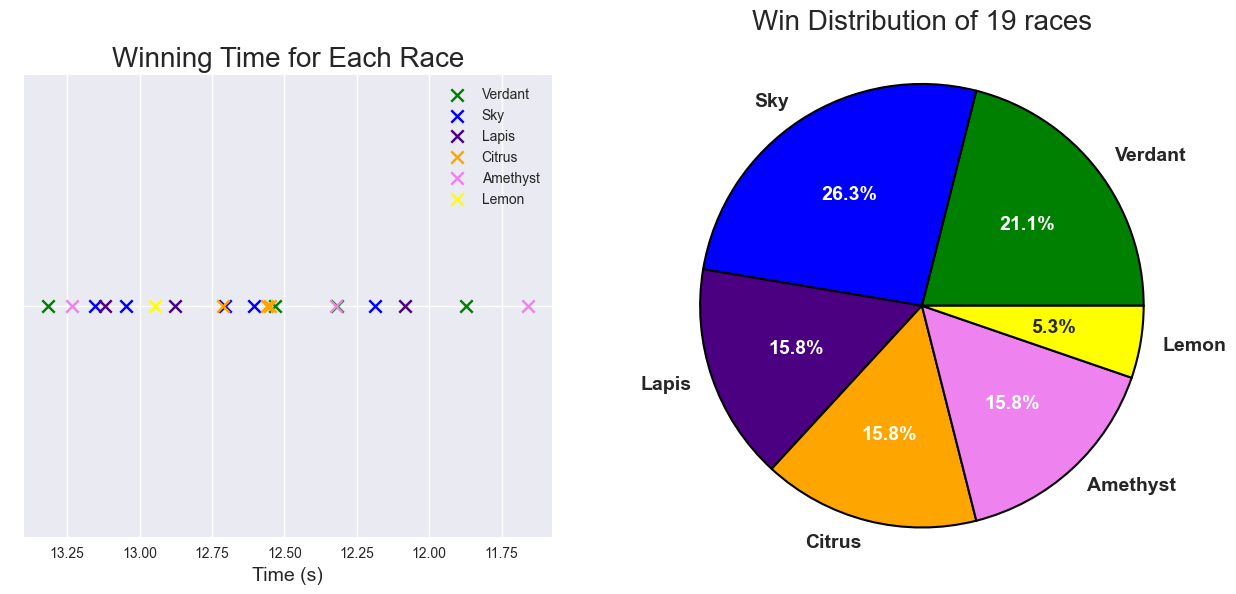 Winning Time for Each Race
Verdant
Sky
Lapis
Citrus
Amethyst
Lemon
13.25 13.00 12.75 12.50 12.25 12.00 11.75
Time (s)
Win Distribution of 19 races
Sky
Verdant
26.3%
21.1%
5.3%
Lemon
15.8%
Lapis
15.8%
15.8%
Amethyst
Citrus